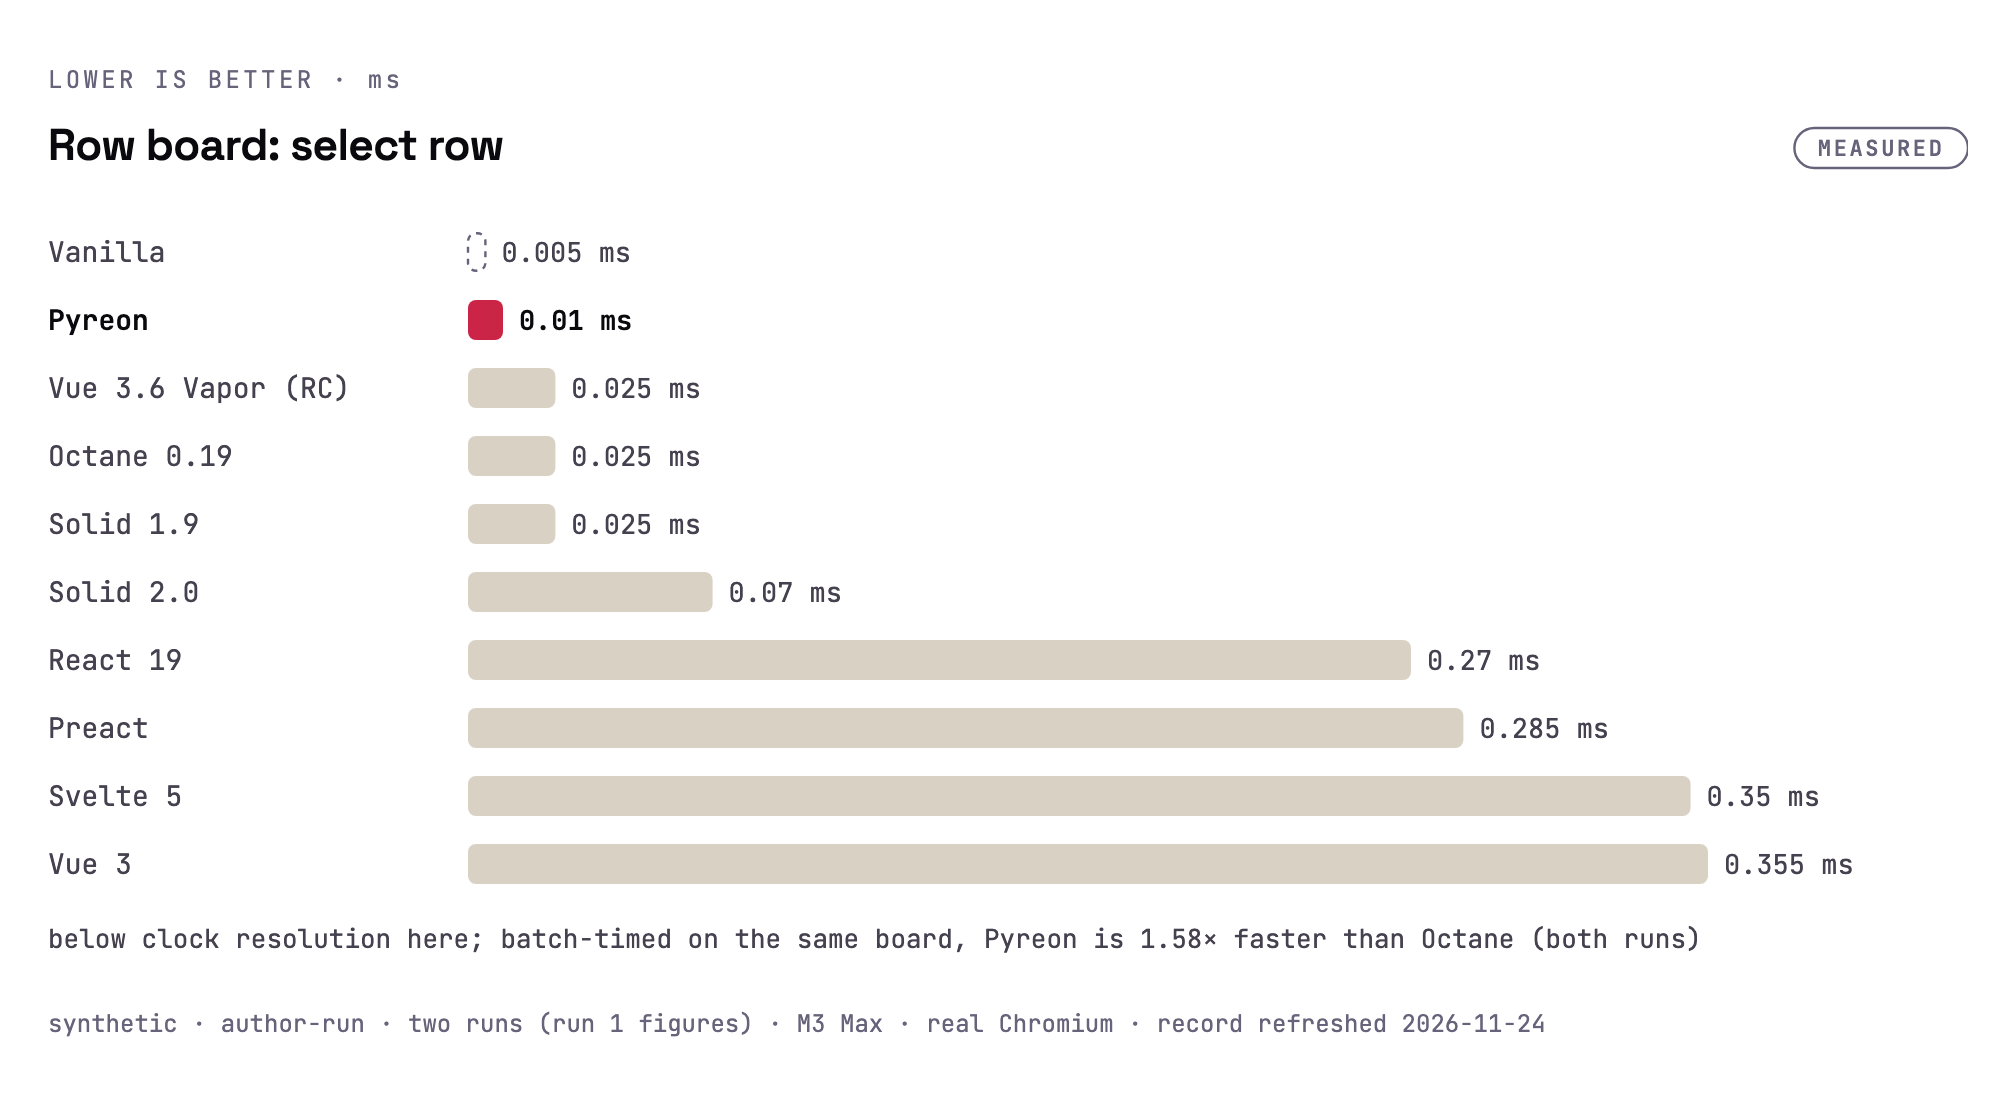 LOWER IS BETTER · ms
Row board: select row
MEASURED
Vanilla 0.005 ms
Pyreon 0.01 ms
Vue 3.6 Vapor (RC) 0.025 ms
Octane 0.19 0.025 ms
Solid 1.9 0.025 ms
Solid 2.0 0.07 ms
React 19 0.27 ms
Preact 0.285 ms
Svelte 5 0.35 ms
Vue 3 0.355 ms
below clock resolution here; batch-timed on the same board, Pyreon is 1.58× faster than Octane (both runs)
synthetic · author-run · two runs (run 1 figures) · M3 Max · real Chromium · record refreshed 2026-11-24